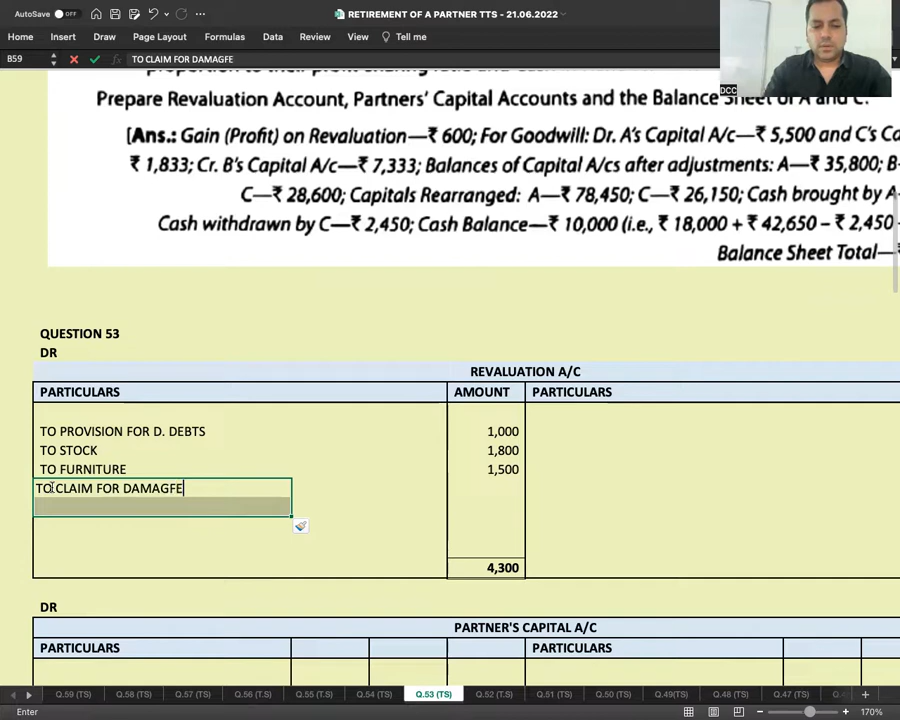 AutoSave OFF RETIREMENT OF A PARTNER TTS - 21.06.2022
Home Insert Draw Page Layout Formulas Data Review View Tell me
B59 fx TO CLAIM FOR DAMAGFE
DCC
Prepare Revaluation Account, Partners' Capital Accounts and the Balance Sheet of A and C.
[Ans.: Gain (Profit) on Revaluation—₹ 600; For Goodwill: Dr. A's Capital A/c—₹ 5,500 and C's Ca
₹ 1,833; Cr. B's Capital A/c—₹ 7,333; Balances of Capital A/cs after adjustments: A—₹ 35,800; B-
C—₹ 28,600; Capitals Rearranged: A—₹ 78,450; C—₹ 26,150; Cash brought by A-
Cash withdrawn by C—₹ 2,450; Cash Balance—₹ 10,000 (i.e., ₹ 18,000 + ₹ 42,650 – ₹ 2,450 -
Balance Sheet Total—₹
QUESTION 53
DR
REVALUATION A/C
PARTICULARS AMOUNT PARTICULARS
TO PROVISION FOR D. DEBTS 1,000
TO STOCK 1,800
TO FURNITURE 1,500
TO CLAIM FOR DAMAGFE
4,300
DR
PARTNER'S CAPITAL A/C
PARTICULARS PARTICULARS
Q.59 (TS) Q.58 (TS) Q.57 (TS) Q.56 (T.S) Q.55 (T.S) Q.54 (TS) Q.53 (TS) Q.52 (T.S) Q.51 (TS) Q.50 (TS) Q.49(TS) Q.48 (TS) Q.47 (TS)
Enter 170%